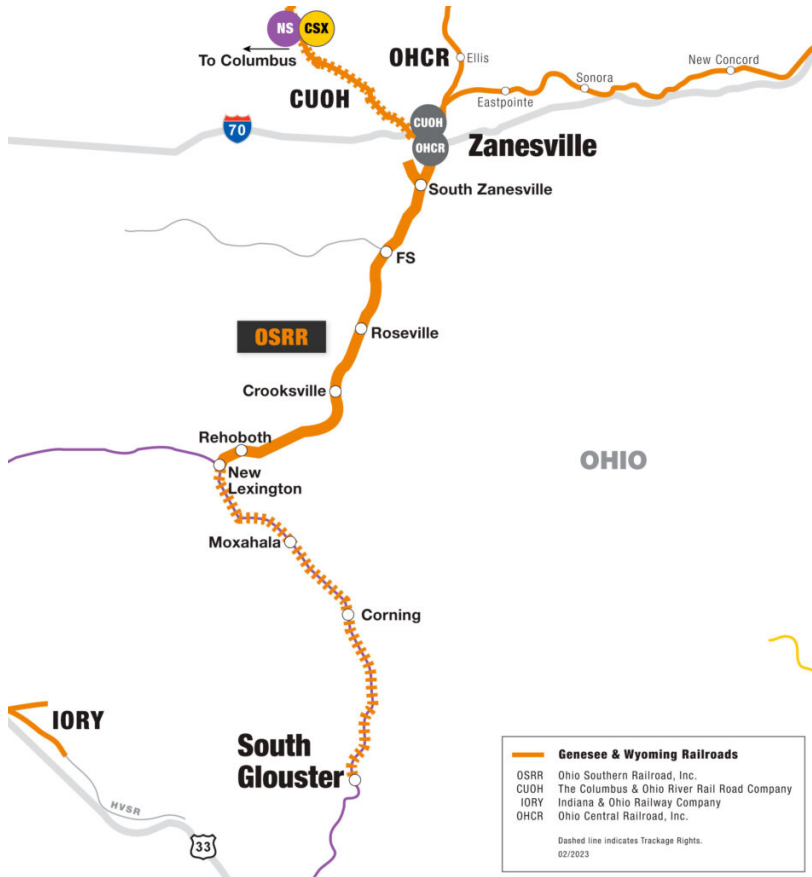 NS
CSX
To Columbus
CUOH
OHCR
Ellis
New Concord
Sonora
Eastpointe
70
CUOH
OHCR
Zanesville
South Zanesville
FS
OSRR
Roseville
Crooksville
Rehoboth
New
Lexington
OHIO
Moxahala
Corning
IORY
South
Glouster
HVSR
33
Genesee & Wyoming Railroads
OSRR Ohio Southern Railroad, Inc.
CUOH The Columbus & Ohio River Rail Road Company
IORY Indiana & Ohio Railway Company
OHCR Ohio Central Railroad, Inc.
Dashed line indicates Trackage Rights.
02/2023